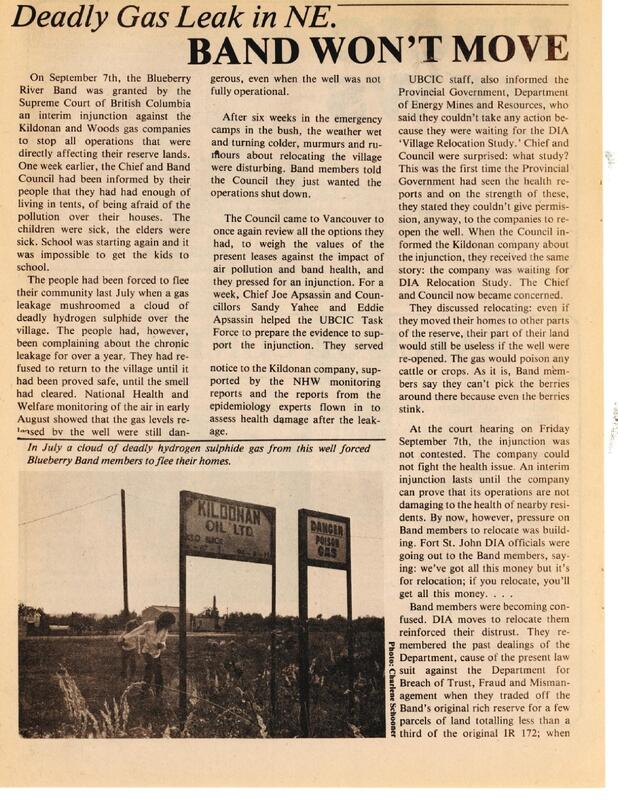 Deadly Gas Leak in NE.
BAND WON'T MOVE
On September 7th, the Blueberry
River Band was granted by the
Supreme Court of British Columbia
an interim injunction against the
Kildonan and Woods gas companies
to stop all operations that were
directly affecting their reserve lands.
One week earlier, the Chief and Band
Council had been informed by their
people that they had had enough of
living in tents, of being afraid of the
pollution over their houses. The
children were sick, the elders were
sick. School was starting again and it
was impossible to get the kids to
school.
The people had been forced to flee
their community last July when a gas
leakage mushroomed a cloud of
deadly hydrogen sulphide over the
village. The people had, however,
been complaining about the chronic
leakage for over a year. They had re-
fused to return to the village until it
had been proved safe, until the smell
had cleared. National Health and
Welfare monitoring of the air in early
August showed that the gas levels re-
leased by the well were still dan-
gerous, even when the well was not
fully operational.
After six weeks in the emergency
camps in the bush, the weather wet
and turning colder, murmurs and ru-
mours about relocating the village
were disturbing. Band members told
the Council they just wanted the
operations shut down.
The Council came to Vancouver to
once again review all the options they
had, to weigh the values of the
present leases against the impact of
air pollution and band health, and
they pressed for an injunction. For a
week, Chief Joe Apsassin and Coun-
cillors Sandy Yahee and Eddie
Apsassin helped the UBCIC Task
Force to prepare the evidence to sup-
port the injunction. They served
notice to the Kildonan company, sup-
ported by the NHW monitoring
reports and the reports from the
epidemiology experts flown in to
assess health damage after the leak-
age.
UBCIC staff, also informed the
Provincial Government, Department
of Energy Mines and Resources, who
said they couldn't take any action be-
cause they were waiting for the DIA
'Village Relocation Study.' Chief and
Council were surprised: what study?
This was the first time the Provincial
Government had seen the health re-
ports and on the strength of these,
they stated they couldn't give permis-
sion, anyway, to the companies to re-
open the well. When the Council in-
formed the Kildonan company about
the injunction, they received the same
story: the company was waiting for
DIA Relocation Study. The Chief
and Council now became concerned.
They discussed relocating: even if
they moved their homes to other parts
of the reserve, their part of their land
would still be useless if the well were
re-opened. The gas would poison any
cattle or crops. As it is, Band mem-
bers say they can't pick the berries
around there because even the berries
stink.
At the court hearing on Friday
September 7th, the injunction was
not contested. The company could
not fight the health issue. An interim
injunction lasts until the company
can prove that its operations are not
damaging to the health of nearby resi-
dents. By now, however, pressure on
Band members to relocate was build-
ing. Fort St. John DIA officials were
going out to the Band members, say-
ing: we've got all this money but it's
for relocation; if you relocate, you'll
get all this money. . . .
Band members were becoming con-
fused. DIA moves to relocate them
reinforced their distrust. They re-
membered the past dealings of the
Department, cause of the present law
suit against the Department for
Breach of Trust, Fraud and Misman-
agement when they traded off the
Band's original rich reserve for a few
parcels of land totalling less than a
third of the original IR 172; when
In July a cloud of deadly hydrogen sulphide gas from this well forced
Blueberry Band members to flee their homes.
KILDONAN
OIL LTD.
DANGER
POISON
GAS
Photo: Charlene Schooner